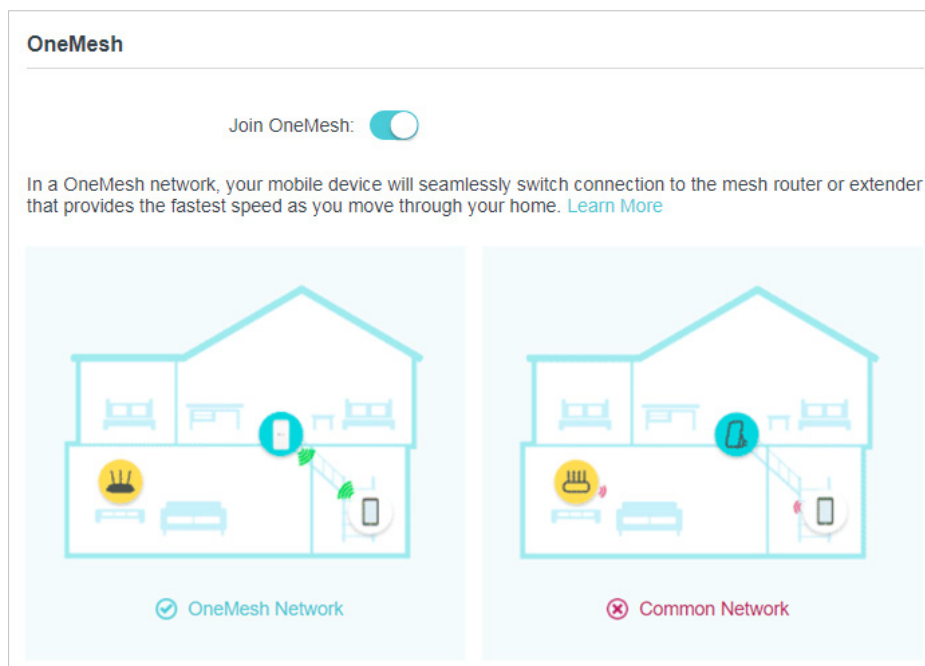 OneMesh
Join OneMesh:
In a OneMesh network, your mobile device will seamlessly switch connection to the mesh router or extender
that provides the fastest speed as you move through your home. Learn More
OneMesh Network
Common Network